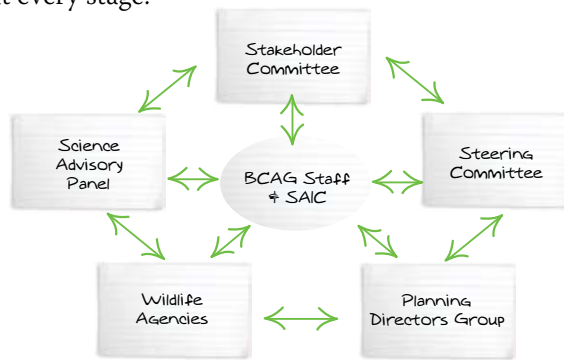 every stage.
Stakeholder
Committee
Science
Advisory
Panel
BCAG Staff
& SAIC
Steering
Committee
Wildlife
Agencies
Planning
Directors Group